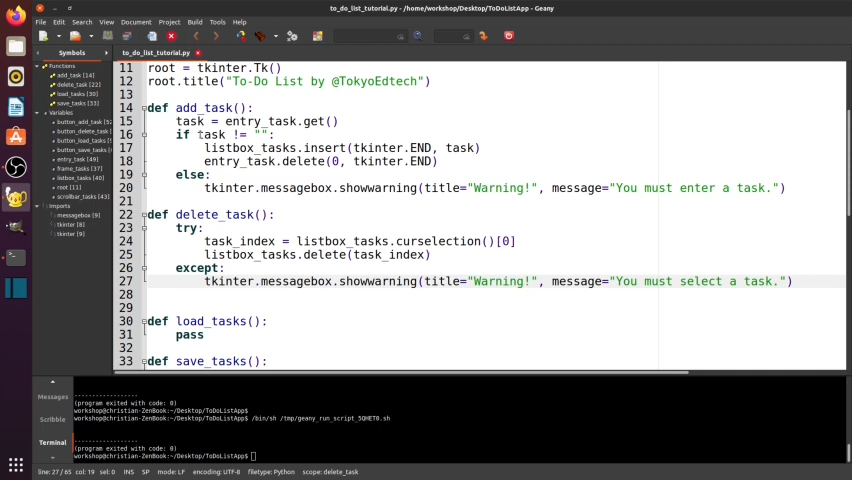 to_do_list_tutorial.py - /home/workshop/Desktop/ToDoListApp - Geany
File Edit Search View Document Project Build Tools Help
Symbols
to_do_list_tutorial.py
Functions
add_task [14]
delete_task [22]
load_tasks [30]
save_tasks [33]
Variables
button_add_task [52
button_delete_task [
button_load_tasks [5
button_save_tasks [6
entry_task [49]
frame_tasks [37]
listbox_tasks [40]
root [11]
scrollbar_tasks [43]
Imports
messagebox [9]
tkinter [8]
tkinter [9]
11 root = tkinter.Tk()
12 root.title("To-Do List by @TokyoEdtech")
13
14 def add_task():
15 task = entry_task.get()
16 if task != "":
17 listbox_tasks.insert(tkinter.END, task)
18 entry_task.delete(0, tkinter.END)
19 else:
20 tkinter.messagebox.showwarning(title="Warning!", message="You must enter a task.")
21
22 def delete_task():
23 try:
24 task_index = listbox_tasks.curselection()[0]
25 listbox_tasks.delete(task_index)
26 except:
27 tkinter.messagebox.showwarning(title="Warning!", message="You must select a task.")
28
29
30 def load_tasks():
31 pass
32
33 def save_tasks():
Messages
Scribble
Terminal
------------------
(program exited with code: 0)
workshop@christian-ZenBook:~/Desktop/ToDoListApp$ /bin/sh /tmp/geany_run_script_5QHET0.sh
------------------
(program exited with code: 0)
workshop@christian-ZenBook:~/Desktop/ToDoListApp$
line: 27 / 65 col: 19 sel: 0 INS SP mode: LF encoding: UTF-8 filetype: Python scope: delete_task